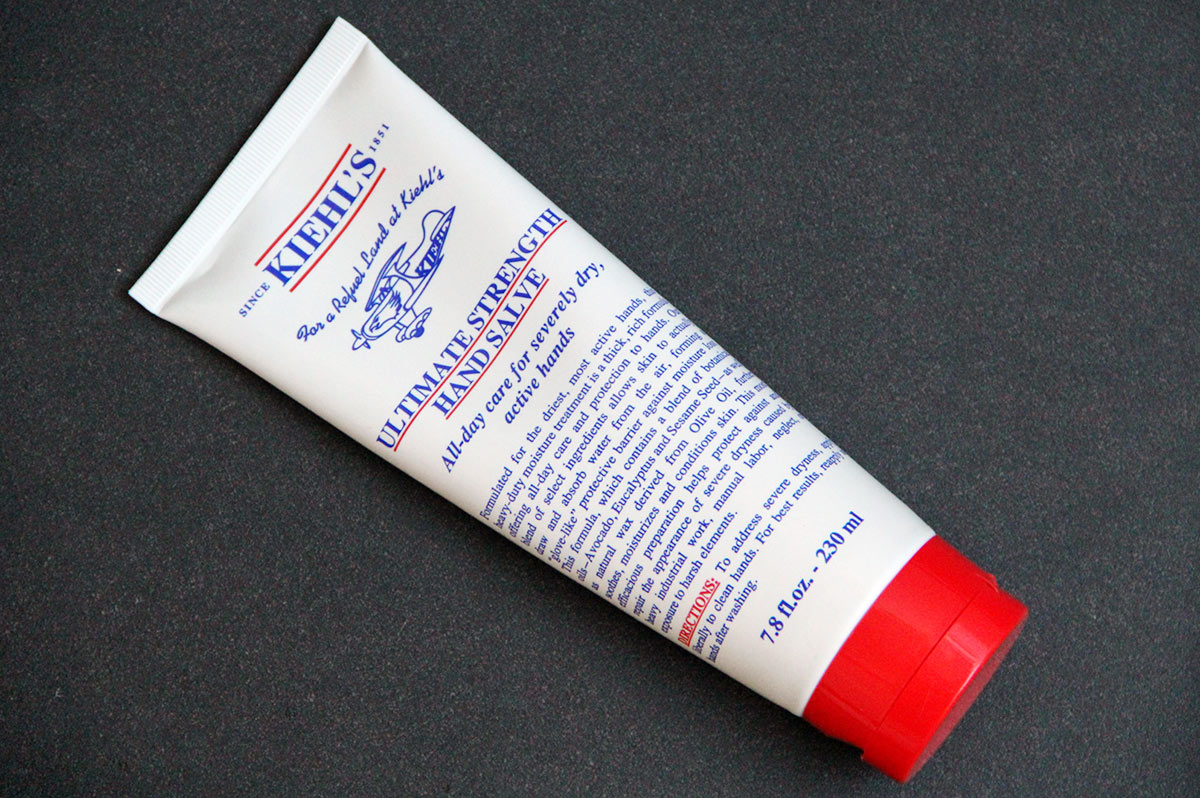 SINCE KIEHL'S 1851
For a Refuel Land at Kiehl's
KIEHL'S
ULTIMATE STRENGTH
HAND SALVE
All-day care for severely dry,
active hands
Formulated for the driest, most active hands,
heavy-duty moisture treatment is a thick, rich
offering all-day care and protection to hands.
blend of select ingredients allows skin to
draw and absorb water from the air, forming
"glove-like" protective barrier against moisture
This formula, which contains a blend of
oils—Avocado, Eucalyptus and Sesame Seed—
as natural wax derived from Olive Oil,
soothes, moisturizes and conditions skin. This
efficacious preparation helps protect against
repair the appearance of severe dryness caused
heavy industrial work, manual labor, neglect,
exposure to harsh elements.
DIRECTIONS: To address severe dryness,
liberally to clean hands. For best results, reapply
hands after washing.
7.8 fl.oz. - 230 ml